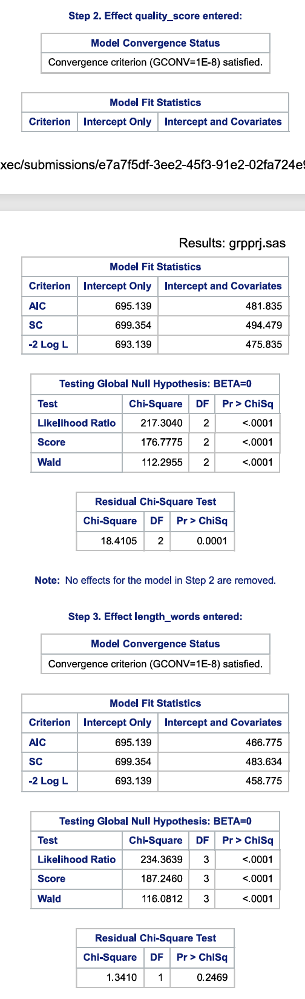 Step 2. Effect quality_score entered:
Model Convergence Status
Convergence criterion (GCONV=1E-8) satisfied.
Model Fit Statistics
Criterion Intercept Only Intercept and Covariates
xec/submissions/e7a7f5df-3ee2-45f3-91e2-02fa724e
Results: grpprj.sas
Model Fit Statistics
Criterion Intercept Only Intercept and Covariates
AIC 695.139 481.835
SC 699.354 494.479
-2 Log L 693.139 475.835
Testing Global Null Hypothesis: BETA=0
Test Chi-Square DF Pr > ChiSq
Likelihood Ratio 217.3040 2 <.0001
Score 176.7775 2 <.0001
Wald 112.2955 2 <.0001
Residual Chi-Square Test
Chi-Square DF Pr > ChiSq
18.4105 2 0.0001
Note: No effects for the model in Step 2 are removed.
Step 3. Effect length_words entered:
Model Convergence Status
Convergence criterion (GCONV=1E-8) satisfied.
Model Fit Statistics
Criterion Intercept Only Intercept and Covariates
AIC 695.139 466.775
SC 699.354 483.634
-2 Log L 693.139 458.775
Testing Global Null Hypothesis: BETA=0
Test Chi-Square DF Pr > ChiSq
Likelihood Ratio 234.3639 3 <.0001
Score 187.2460 3 <.0001
Wald 116.0812 3 <.0001
Residual Chi-Square Test
Chi-Square DF Pr > ChiSq
1.3410 1 0.2469